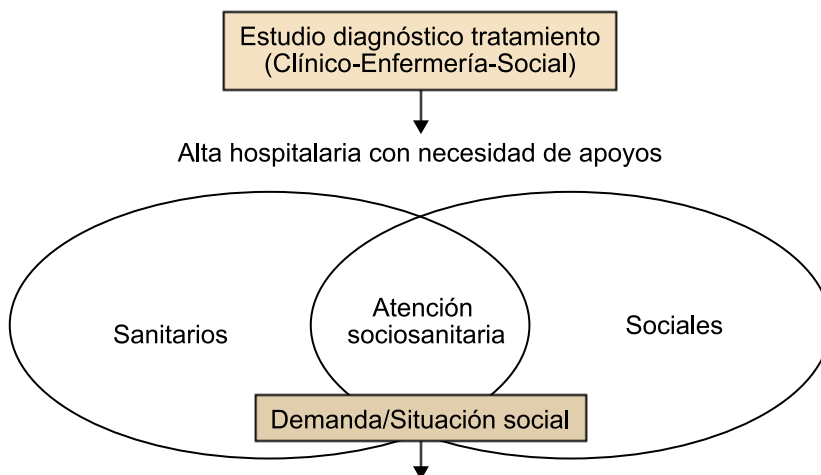 Estudio diagnóstico tratamiento
(Clínico-Enfermería-Social)
Alta hospitalaria con necesidad de apoyos
Sanitarios
Atención
sociosanitaria
Sociales
Demanda/Situación social